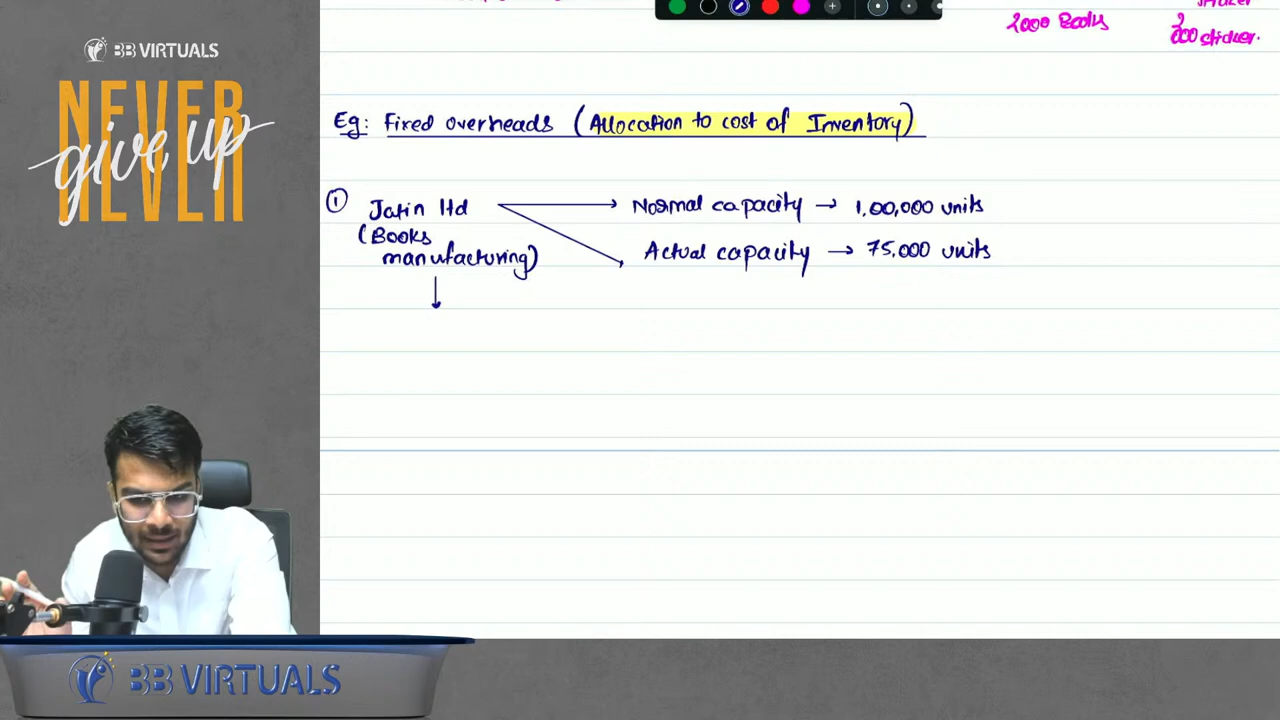 BB VIRTUALS
NEVER
give up
NEVER
2000 Books
sticker
2000 sticker.
Eg: Fixed overheads (Allocation to cost of Inventory)
① Jatin ltd → Normal capacity → 1,00,000 units
(Books
manufacturing)
Actual capacity → 75,000 units
BB VIRTUALS